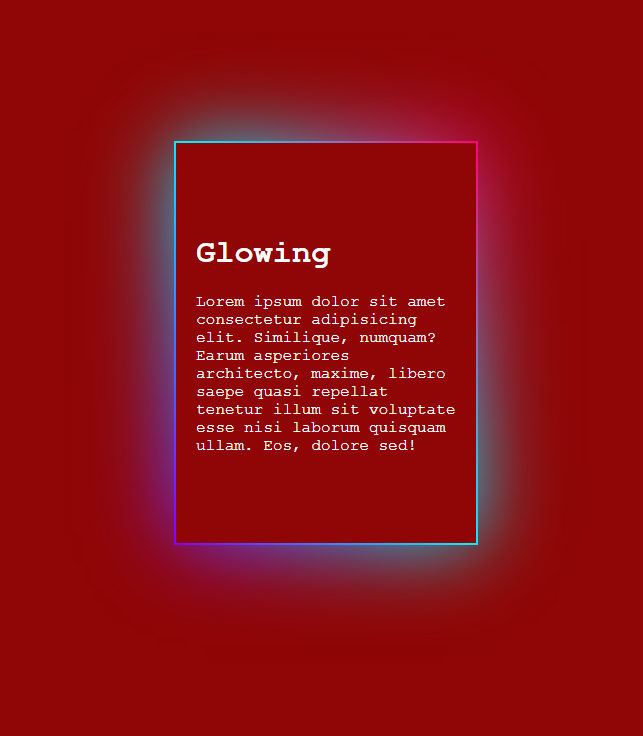 Glowing
Lorem ipsum dolor sit amet
consectetur adipisicing
elit. Similique, numquam?
Earum asperiores
architecto, maxime, libero
saepe quasi repellat
tenetur illum sit voluptate
esse nisi laborum quisquam
ullam. Eos, dolore sed!